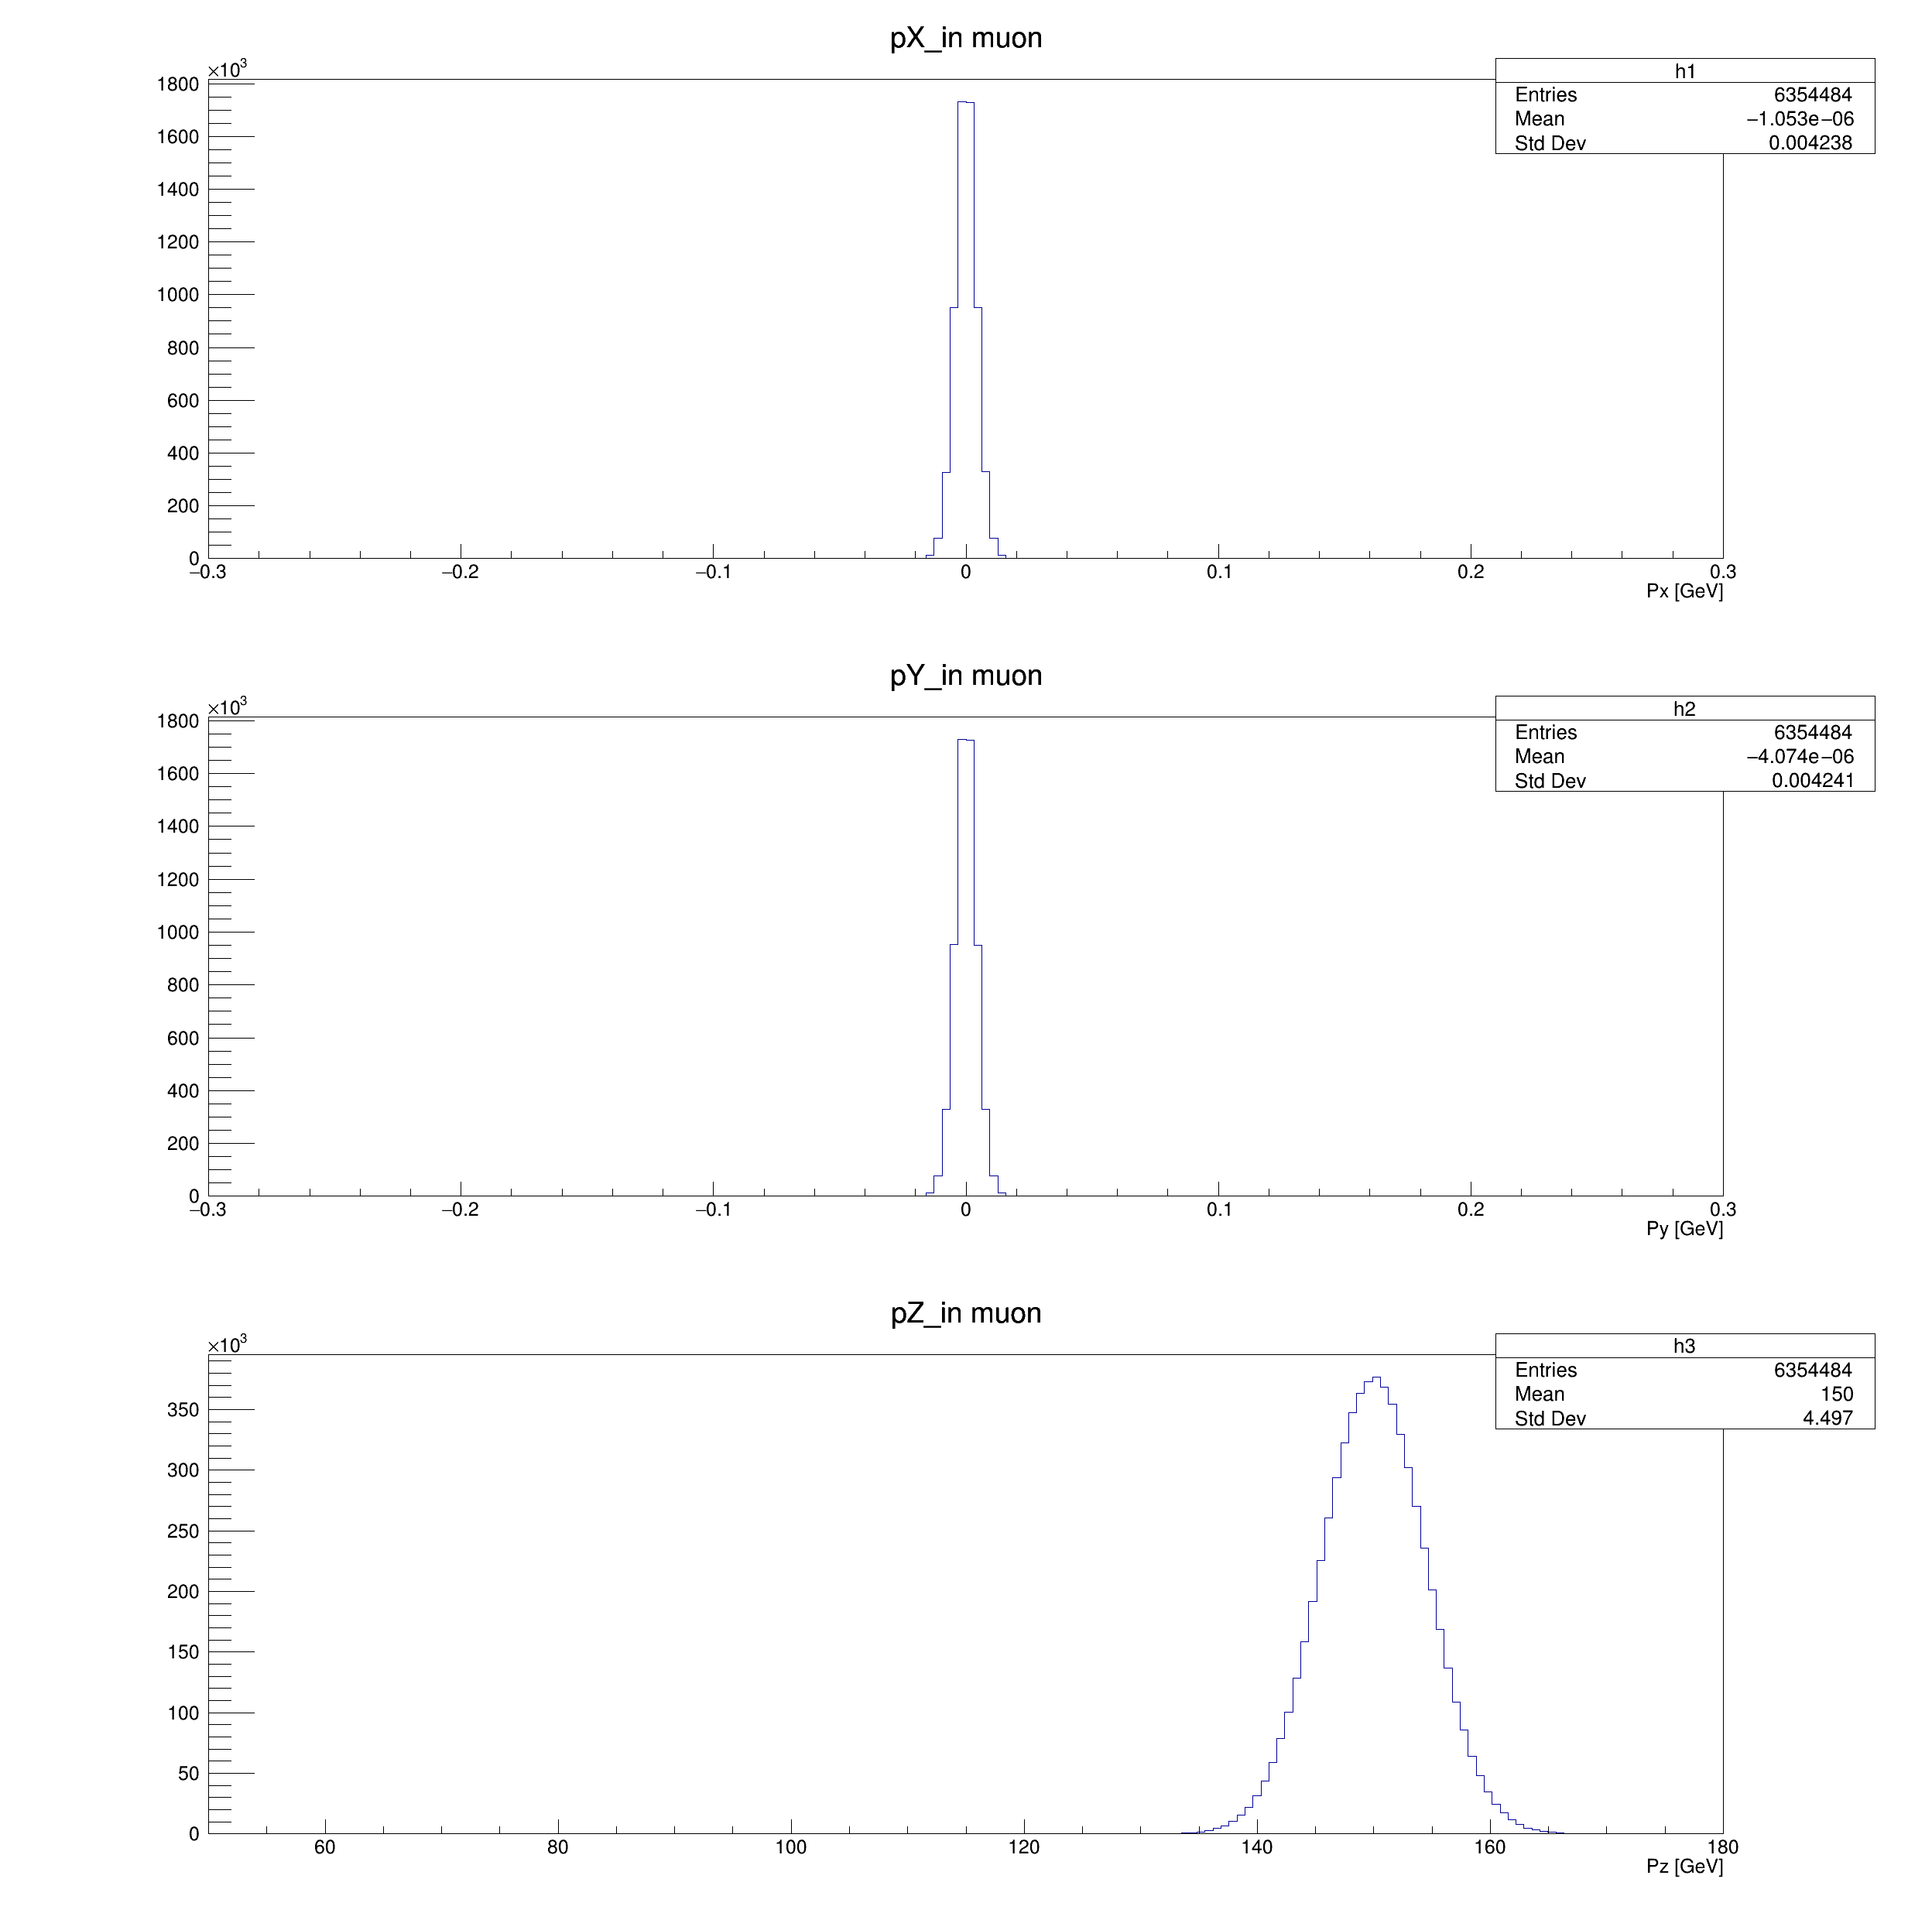 pX_in muon
×10³
h1
Entries 6354484
Mean −1.053e−06
Std Dev 0.004238
1800
1600
1400
1200
1000
800
600
400
200
0
−0.3 −0.2 −0.1 0 0.1 0.2 0.3
Px [GeV]
pY_in muon
×10³
h2
Entries 6354484
Mean −4.074e−06
Std Dev 0.004241
1800
1600
1400
1200
1000
800
600
400
200
0
−0.3 −0.2 −0.1 0 0.1 0.2 0.3
Py [GeV]
pZ_in muon
×10³
h3
Entries 6354484
Mean 150
Std Dev 4.497
350
300
250
200
150
100
50
0
60 80 100 120 140 160 180
Pz [GeV]